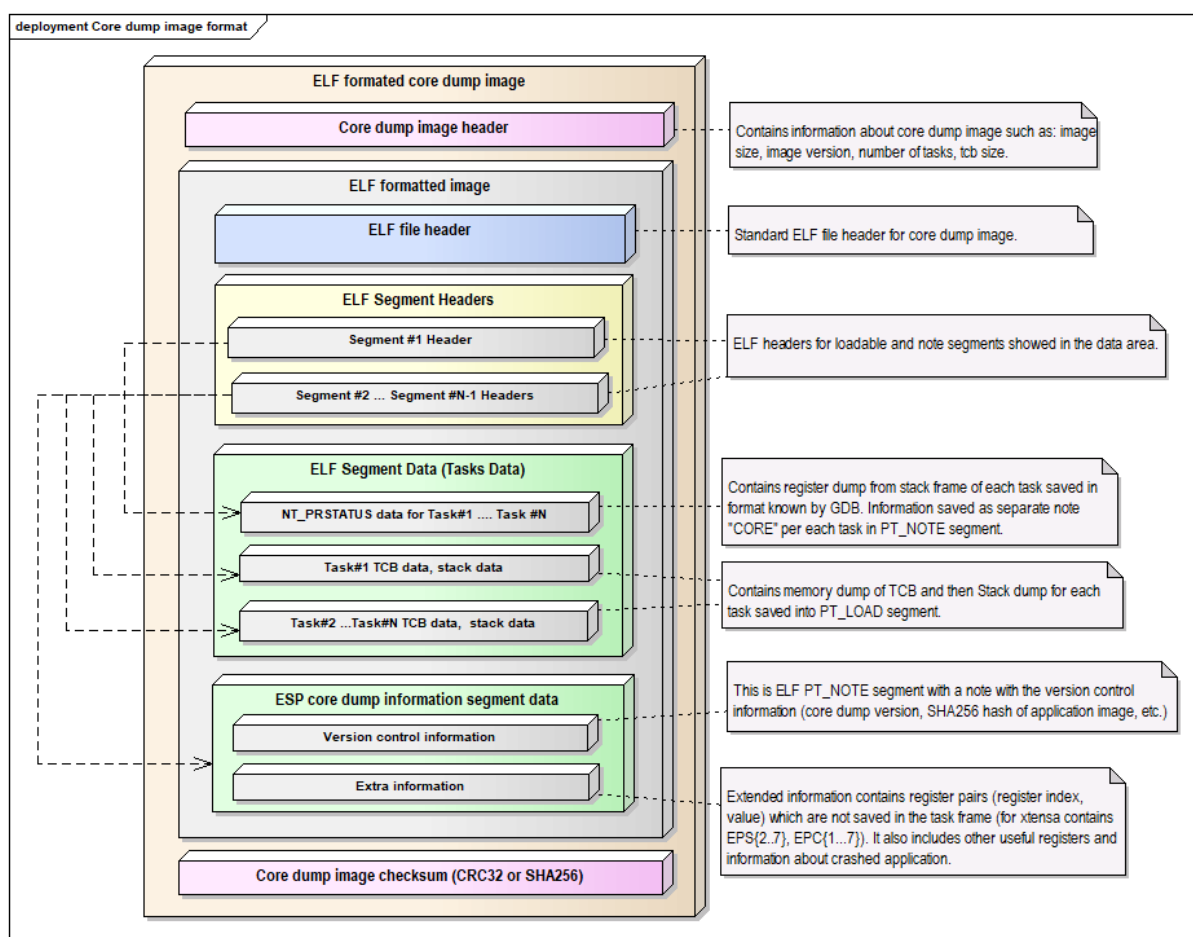 deployment Core dump image format
ELF formated core dump image
Core dump image header
Contains information about core dump image such as: image
size, image version, number of tasks, tcb size.
ELF formatted image
ELF file header
Standard ELF file header for core dump image.
ELF Segment Headers
Segment #1 Header
ELF headers for loadable and note segments showed in the data area.
Segment #2 ... Segment #N-1 Headers
ELF Segment Data (Tasks Data)
NT_PRSTATUS data for Task#1 .... Task #N
Contains register dump from stack frame of each task saved in
format known by GDB. Information saved as separate note
"CORE" per each task in PT_NOTE segment.
Task#1 TCB data, stack data
Contains memory dump of TCB and then Stack dump for each
task saved into PT_LOAD segment.
Task#2 ...Task#N TCB data, stack data
ESP core dump information segment data
Version control information
This is ELF PT_NOTE segment with a note with the version control
information (core dump version, SHA256 hash of application image, etc.)
Extra information
Extended information contains register pairs (register index,
value) which are not saved in the task frame (for xtensa contains
EPS{2..7}, EPC{1...7}). It also includes other useful registers and
information about crashed application.
Core dump image checksum (CRC32 or SHA256)